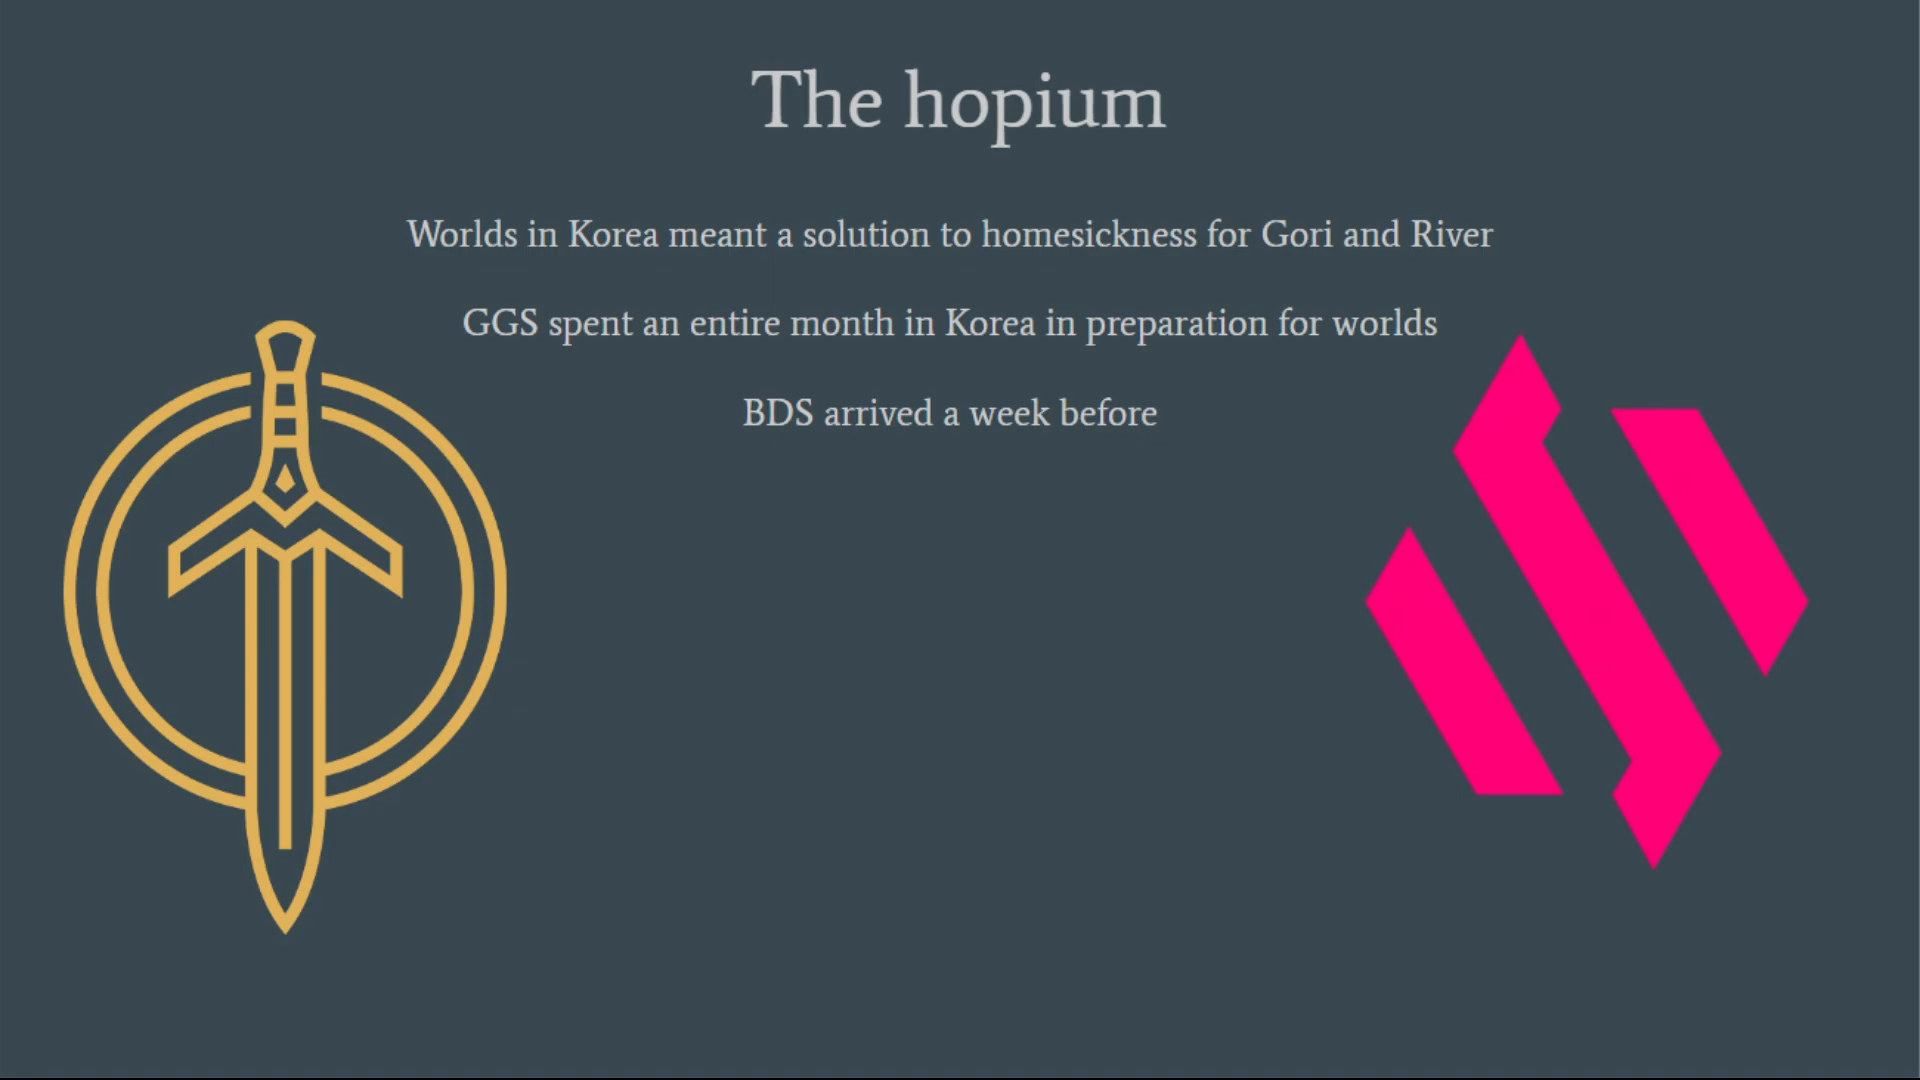 The hopium
Worlds in Korea meant a solution to homesickness for Gori and River
GGS spent an entire month in Korea in preparation for worlds
BDS arrived a week before